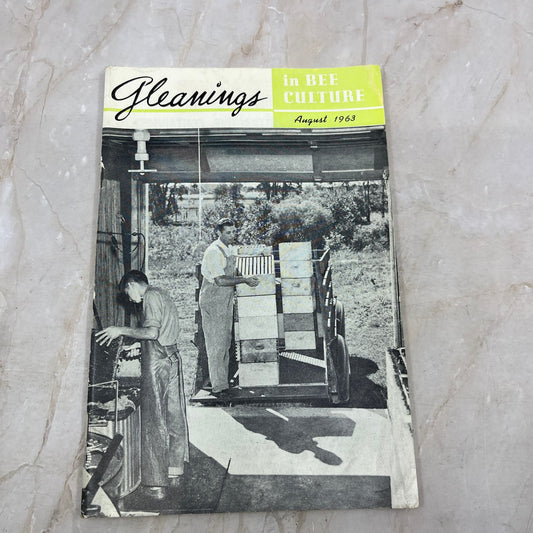 Gleanings
in BEE
CULTURE
August 1963